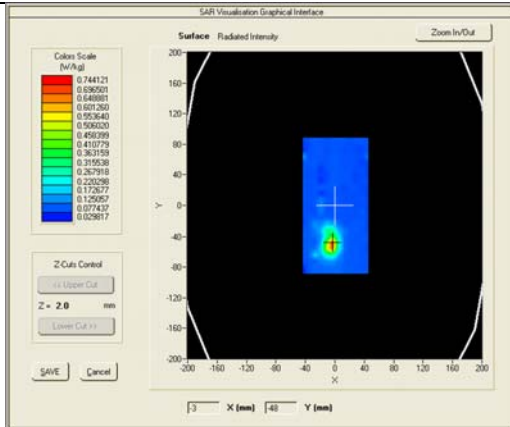 SAR Visualisation Graphical Interface
Surface Radiated Intensity
Zoom In/Out
Colors Scale
(W/kg)
0.744121
0.696501
0.648881
0.601260
0.553640
0.506020
0.458399
0.410779
0.363159
0.315538
0.267918
0.220298
0.172677
0.125057
0.077437
0.029817
Z-Cuts Control
<< Upper Cut
Z = 2.0 mm
Lower Cut >>
SAVE Cancel
200
160
120
80
40
0
-40
-80
-120
-160
-200
Y
-200 -160 -120 -80 -40 0 40 80 120 160 200
X
-3 X (mm) -48 Y (mm)